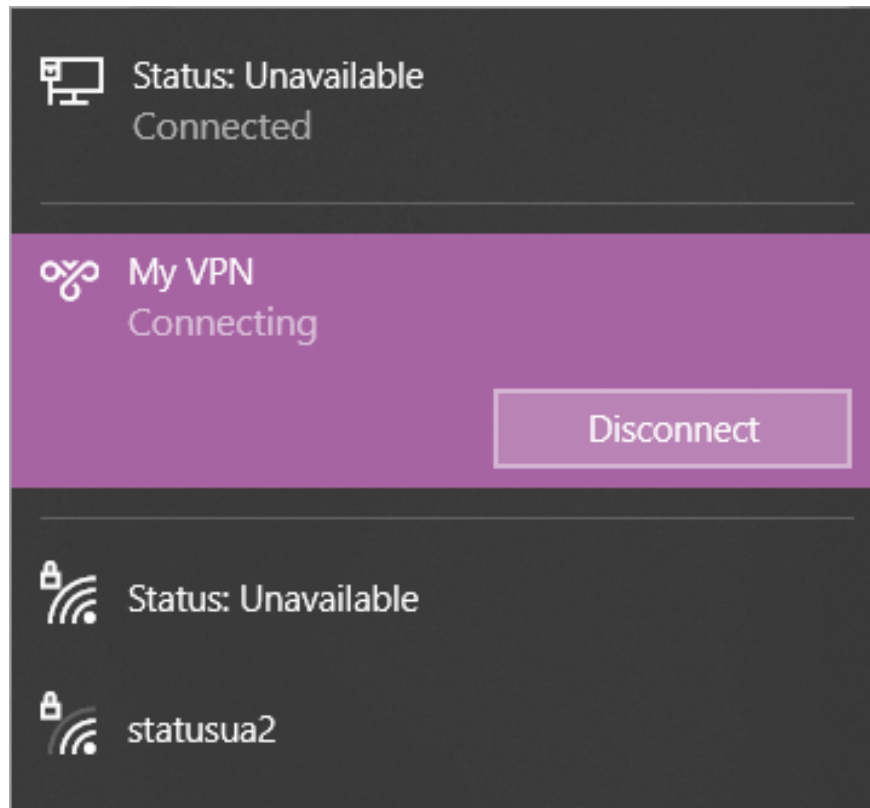 Status: Unavailable
Connected
My VPN
Connecting
Disconnect
Status: Unavailable
statusua2